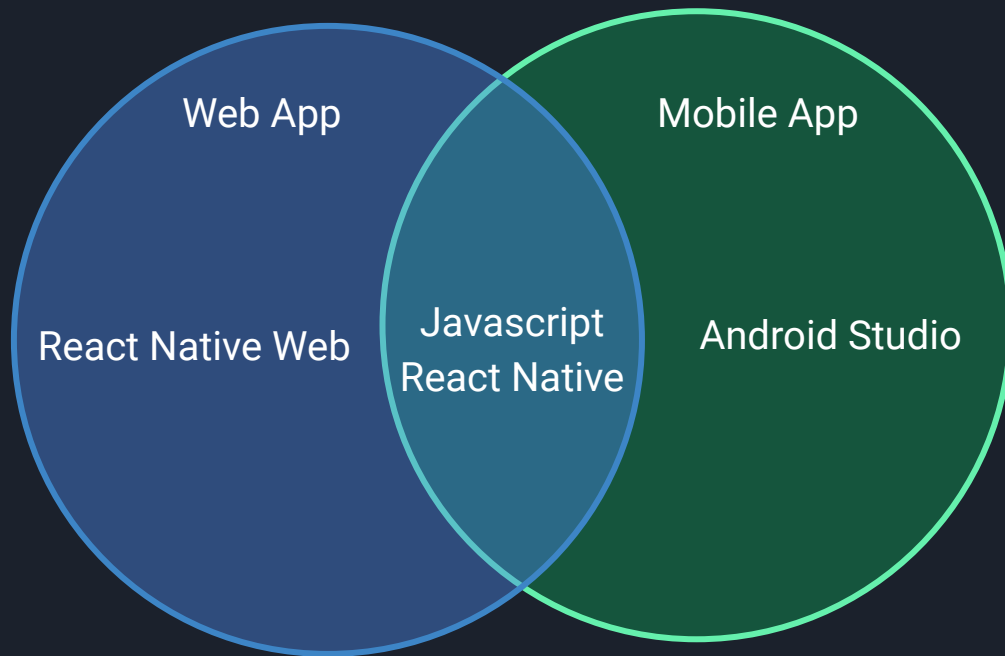 Web App
Mobile App
React Native Web
Javascript
React Native
Android Studio